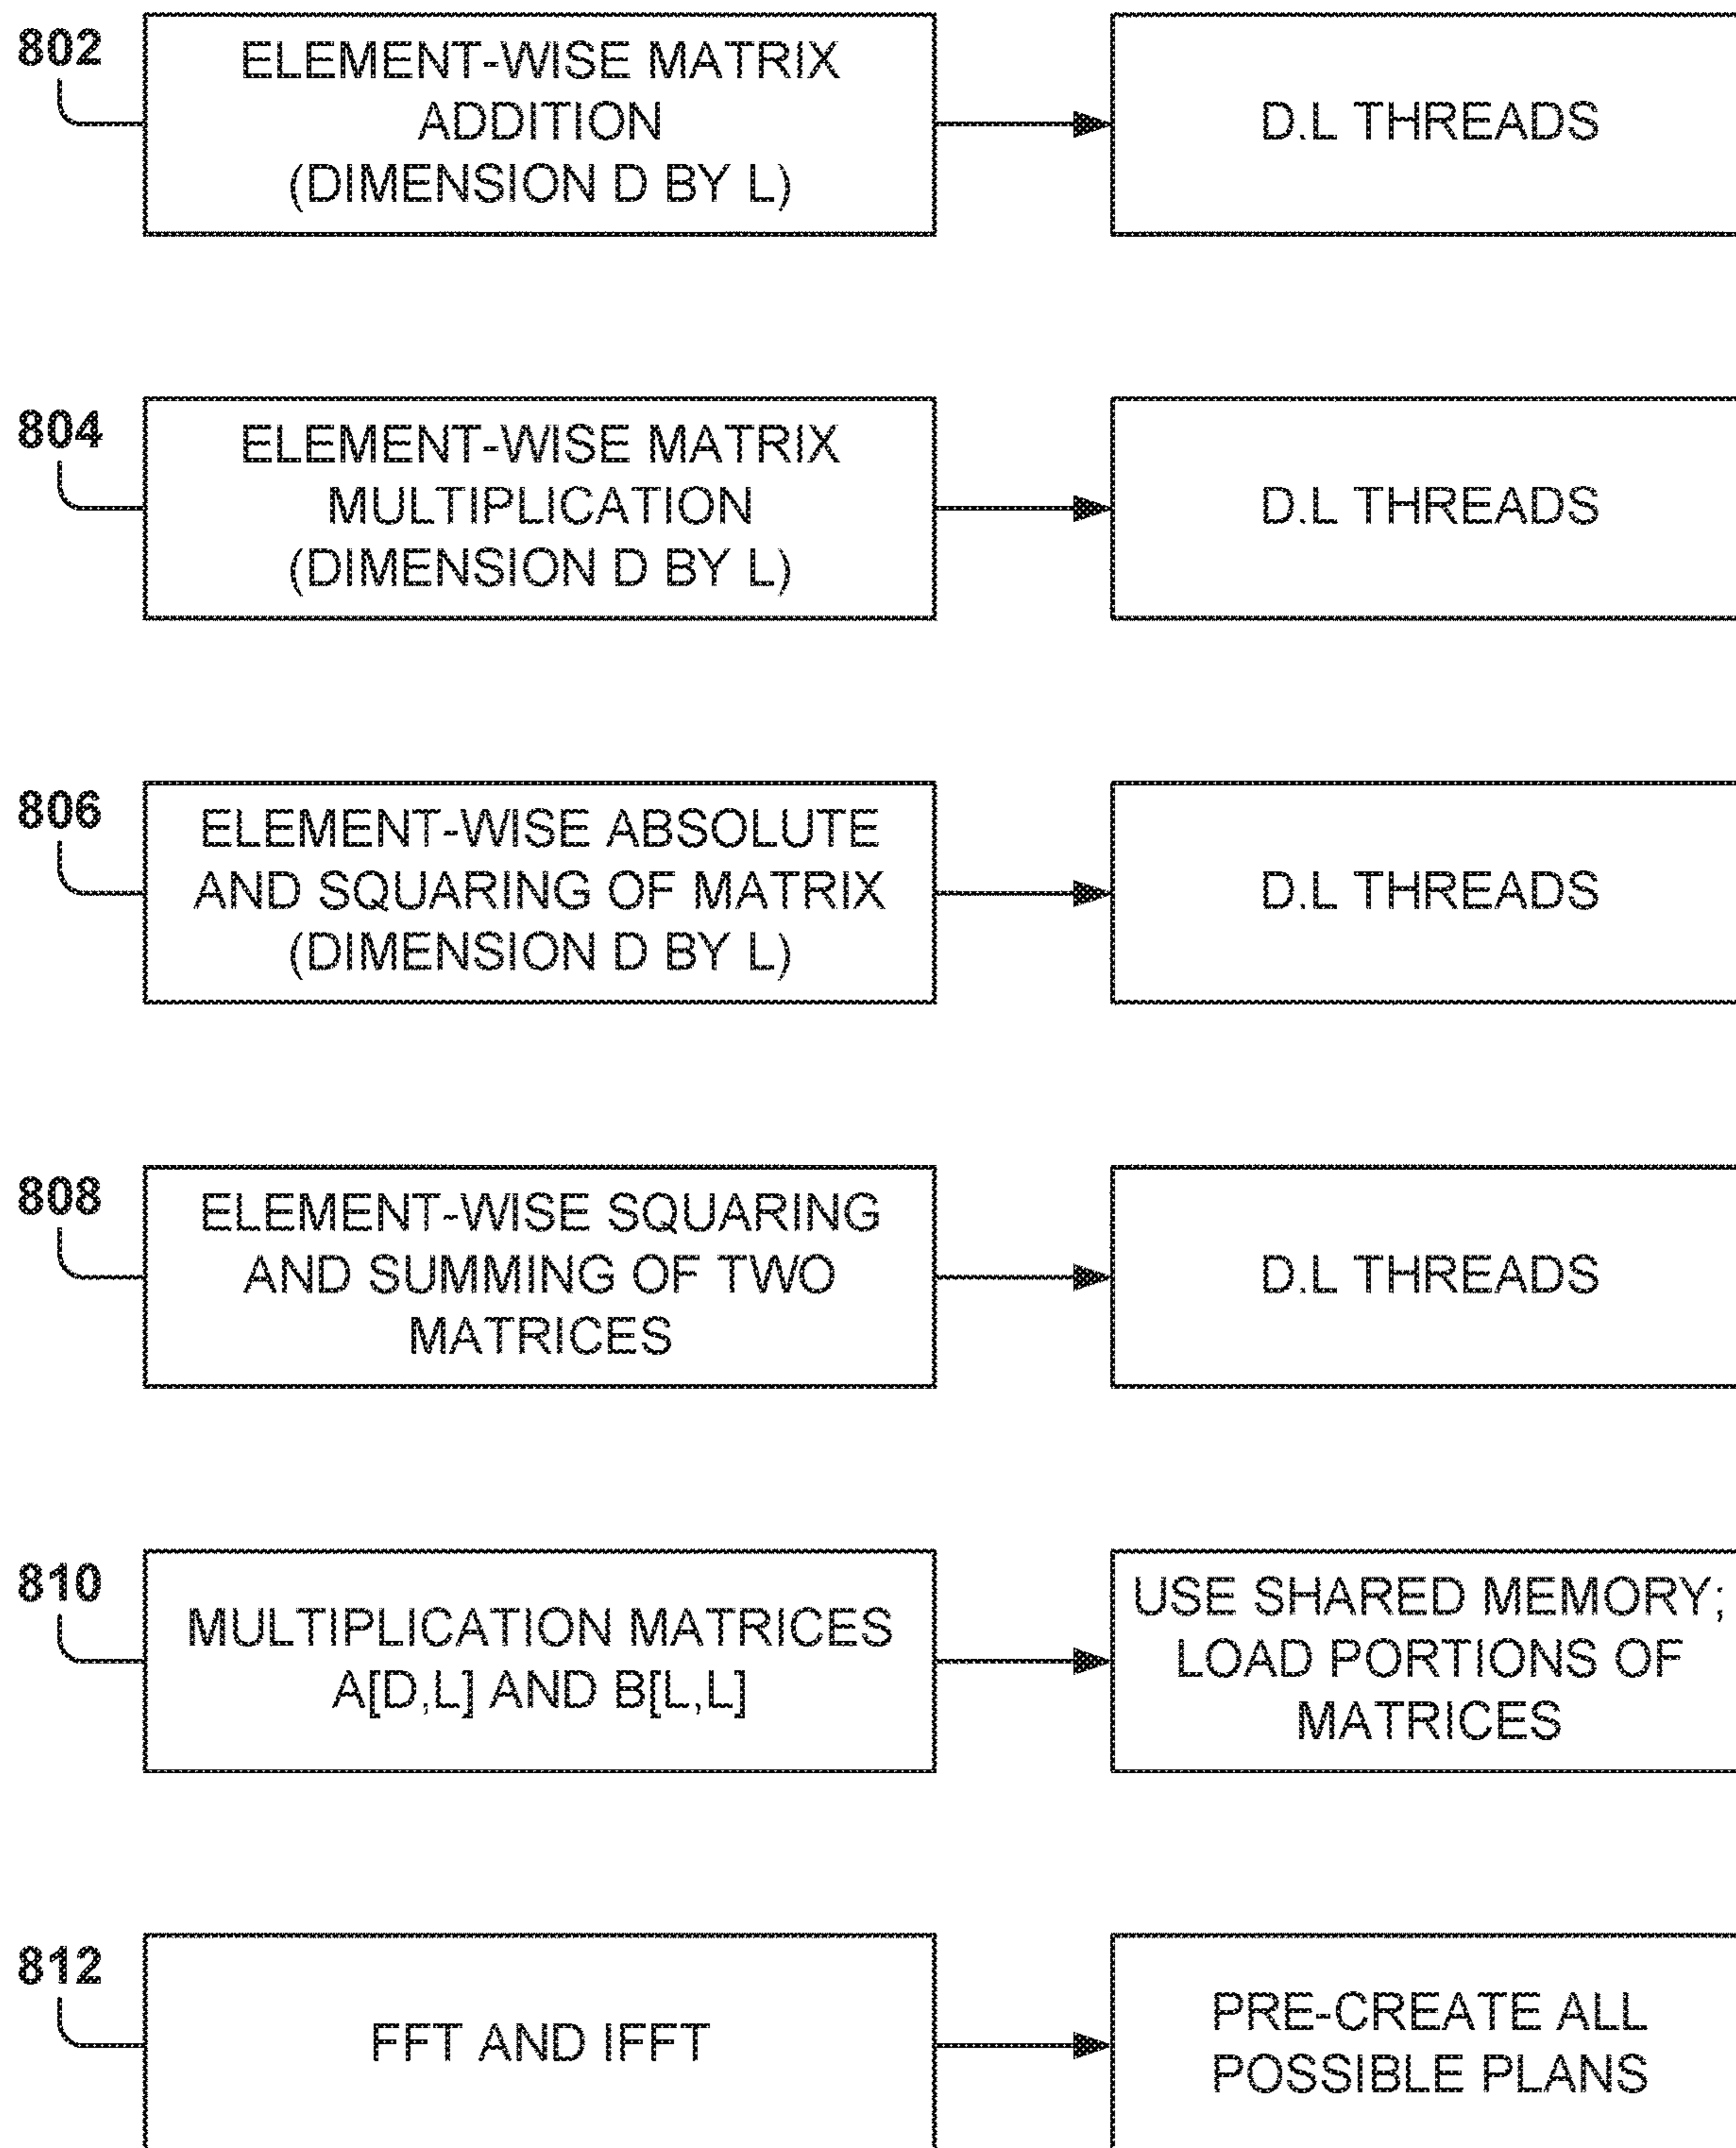 802
ELEMENT-WISE MATRIX
ADDITION
(DIMENSION D BY L)
D.L THREADS
804
ELEMENT-WISE MATRIX
MULTIPLICATION
(DIMENSION D BY L)
D.L THREADS
806
ELEMENT-WISE ABSOLUTE
AND SQUARING OF MATRIX
(DIMENSION D BY L)
D.L THREADS
808
ELEMENT-WISE SQUARING
AND SUMMING OF TWO
MATRICES
D.L THREADS
810
MULTIPLICATION MATRICES
A[D,L] AND B[L,L]
USE SHARED MEMORY;
LOAD PORTIONS OF
MATRICES
812
FFT AND IFFT
PRE-CREATE ALL
POSSIBLE PLANS